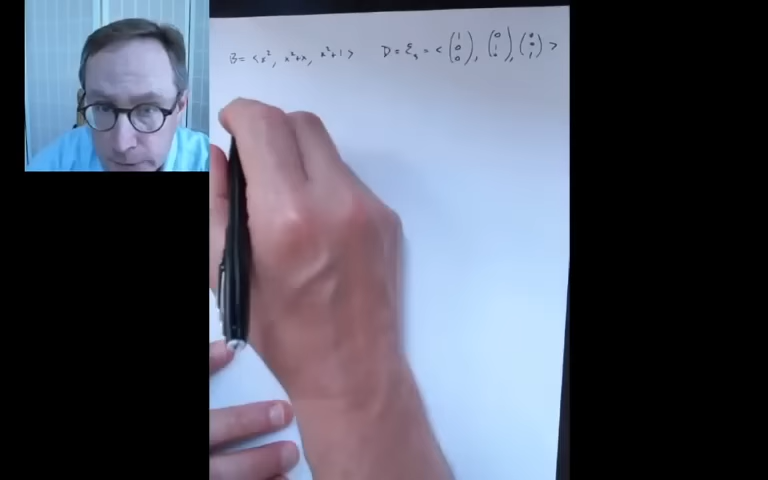 B = < x², x²+x, x²+1 > D = ℰ₃ = < (1 0 0), (0 1 0), (0 0 1) >